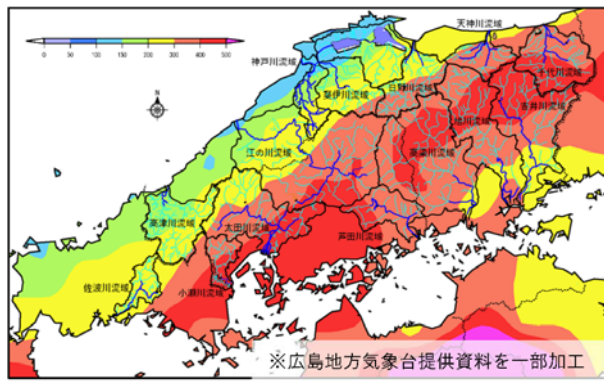 天神川流域
0 50 100 150 200 300 400 500
神戸川流域
千代川流域
日野川流域
斐伊川流域
吉井川流域
N
旭川流域
江の川流域
高梁川流域
高津川流域
太田川流域
芦田川流域
佐波川流域
小瀬川流域
※広島地方気象台提供資料を一部加工